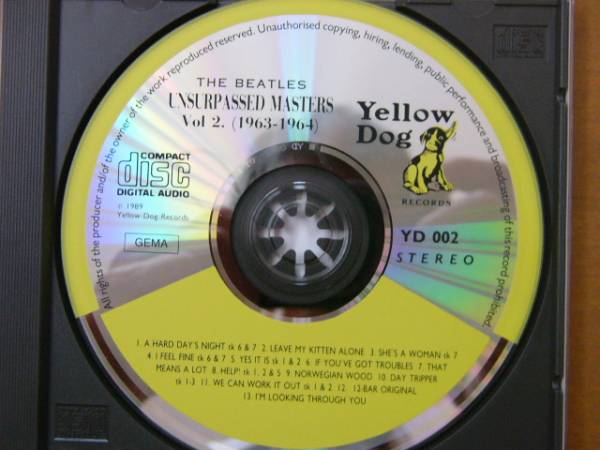 All rights of the producer and/of the owner of the work reproduced reserved. Unauthorised copying, hiring, lending, public performance and broadcasting of this record prohibited.
THE BEATLES
UNSURPASSED MASTERS
Vol 2. (1963-1964)
Yellow
Dog
RECORDS
COMPACT
disc
DIGITAL AUDIO
℗ 1989
Yellow Dog Records
GEMA
YD 002
STEREO
1. A HARD DAY'S NIGHT tk 6 & 7 2. LEAVE MY KITTEN ALONE 3. SHE'S A WOMAN tk 7
4. I FEEL FINE tk 6 & 7 5. YES IT IS tk 1 & 2 6. IF YOU'VE GOT TROUBLES 7. THAT
MEANS A LOT 8. HELP! tk 1, 2 & 5 9. NORWEGIAN WOOD 10. DAY TRIPPER
tk 1-3 11. WE CAN WORK IT OUT tk 1 & 2 12. 12-BAR ORIGINAL
13. I'M LOOKING THROUGH YOU